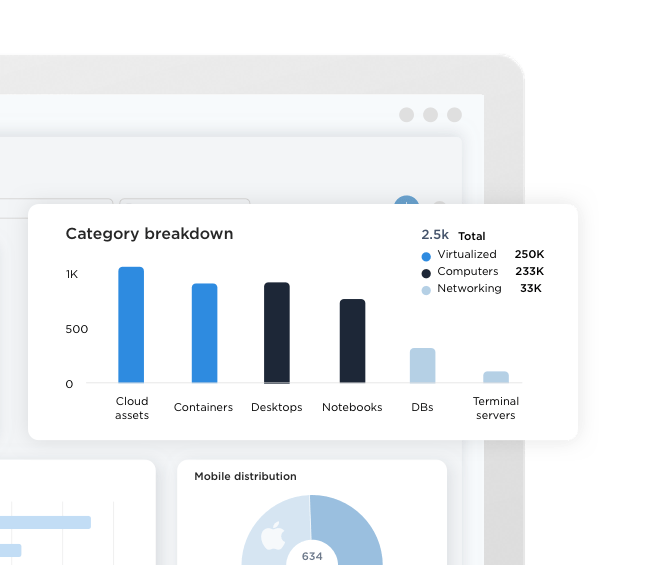 Category breakdown
2.5k Total
Virtualized 250K
Computers 233K
Networking 33K
1K
500
0
Cloud assets
Containers
Desktops
Notebooks
DBs
Terminal servers
Mobile distribution
634